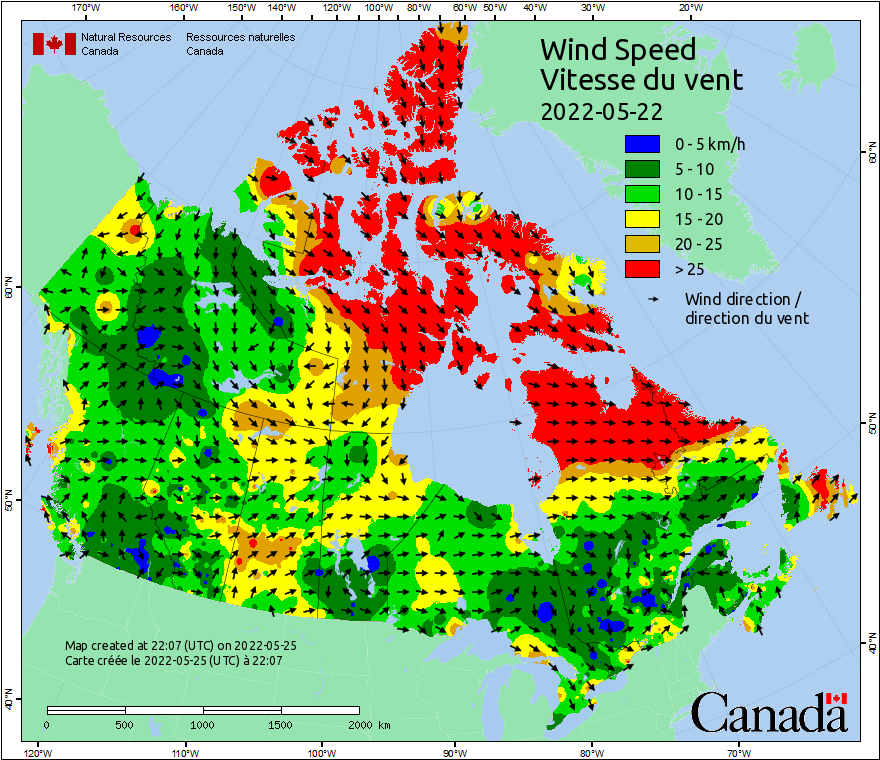 170°W 160°W 150°W 140°W 130°W 120°W 110°W 100°W 90°W 80°W 70°W 60°W 50°W 40°W 30°W 20°W
Natural Resources Canada
Ressources naturelles Canada
Wind Speed
Vitesse du vent
2022-05-22
0 - 5 km/h
5 - 10
10 - 15
15 - 20
20 - 25
> 25
Wind direction /
direction du vent
60°N
60°N
50°N
50°N
40°N
40°N
Map created at 22:07 (UTC) on 2022-05-25
Carte créée le 2022-05-25 (UTC) à 22:07
0 500 1000 1500 2000 km
Canada
120°W 110°W 100°W 90°W 80°W 70°W